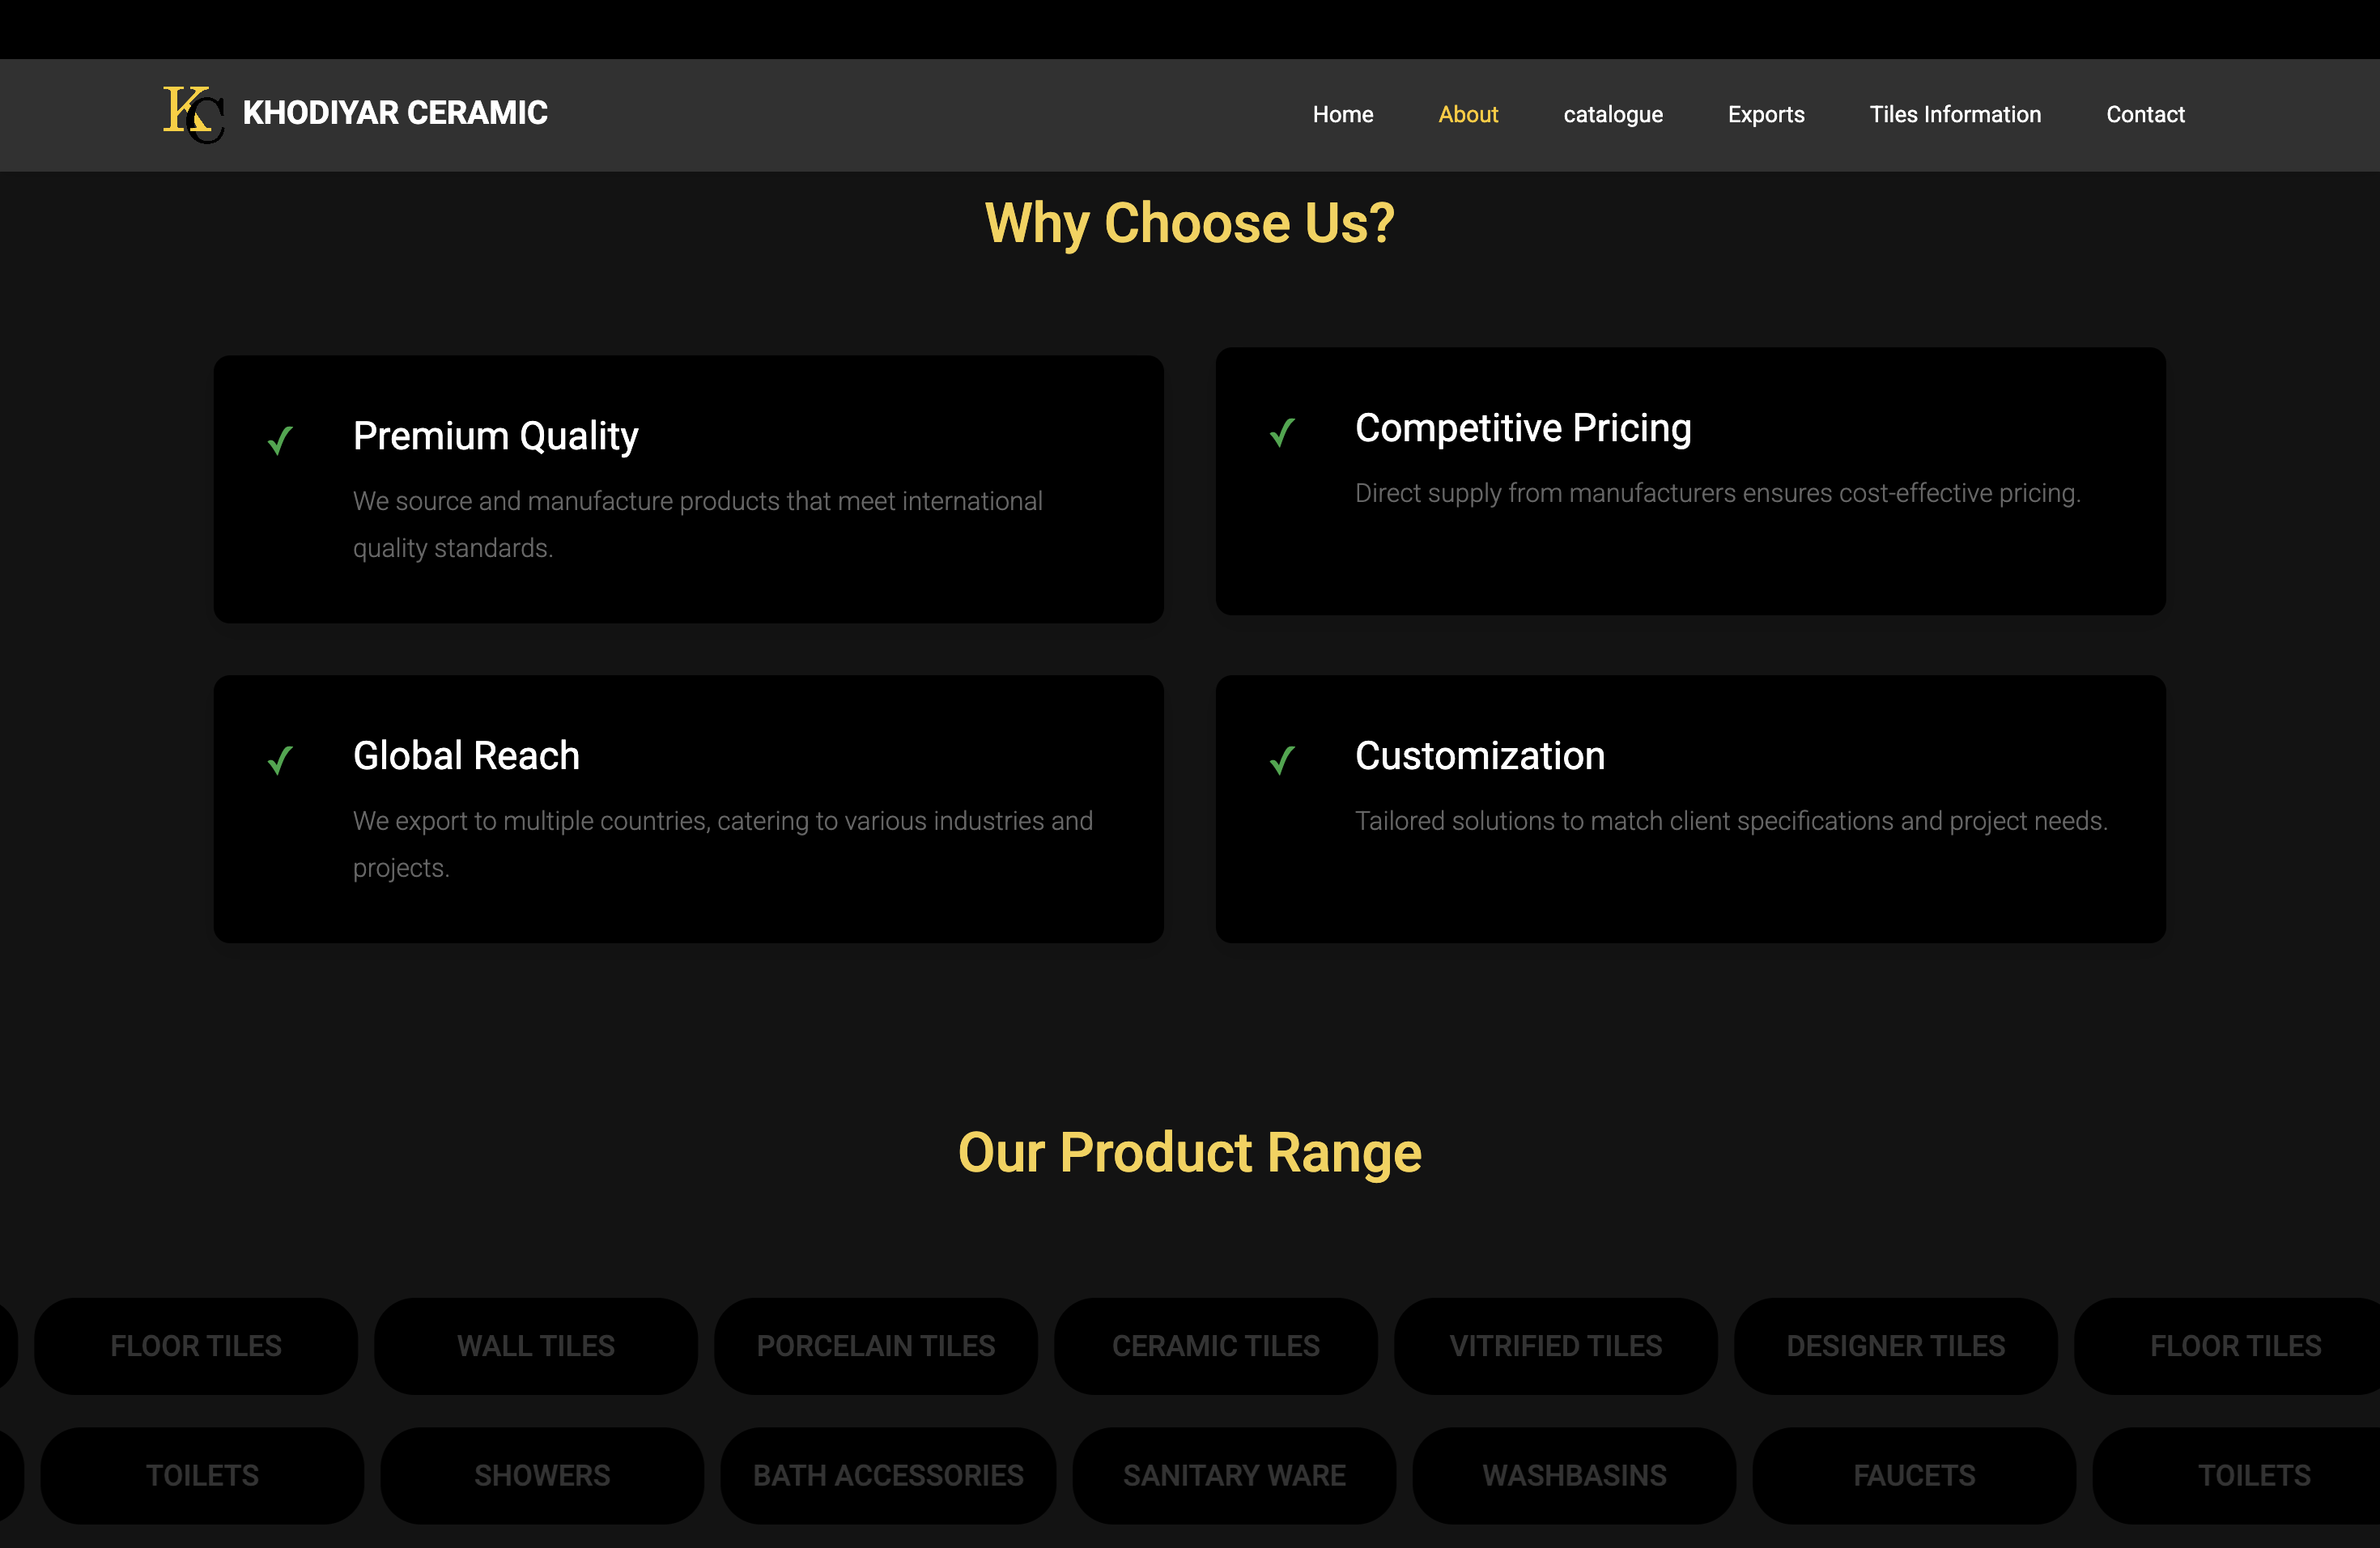 KC KHODIYAR CERAMIC
Home About catalogue Exports Tiles Information Contact
Why Choose Us?
Premium Quality
We source and manufacture products that meet international
quality standards.
Competitive Pricing
Direct supply from manufacturers ensures cost-effective pricing.
Global Reach
We export to multiple countries, catering to various industries and
projects.
Customization
Tailored solutions to match client specifications and project needs.
Our Product Range
FLOOR TILES WALL TILES PORCELAIN TILES CERAMIC TILES VITRIFIED TILES DESIGNER TILES FLOOR TILES
TOILETS SHOWERS BATH ACCESSORIES SANITARY WARE WASHBASINS FAUCETS TOILETS